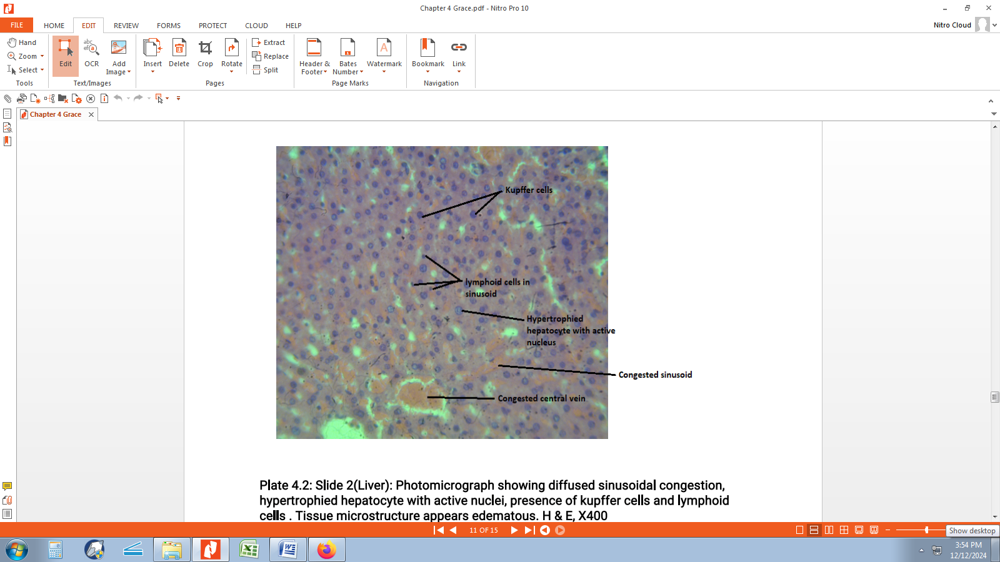 Chapter 4 Grace.pdf - Nitro Pro 10
FILE HOME EDIT REVIEW FORMS PROTECT CLOUD HELP
Nitro Cloud
Hand
Zoom
Select
Tools
Edit
OCR
Add Image
Text/Images
Insert
Delete
Crop
Rotate
Extract
Replace
Split
Pages
Header & Footer
Bates Number
Watermark
Page Marks
Bookmark
Link
Navigation
Chapter 4 Grace
Kupffer cells
lymphoid cells in
sinusoid
Hypertrophied
hepatocyte with active
nucleus
Congested sinusoid
Congested central vein
Plate 4.2: Slide 2(Liver): Photomicrograph showing diffused sinusoidal congestion,
hypertrophied hepatocyte with active nuclei, presence of kupffer cells and lymphoid
cells . Tissue microstructure appears edematous. H & E, X400
11 OF 15
Show desktop
3:54 PM
12/12/2024